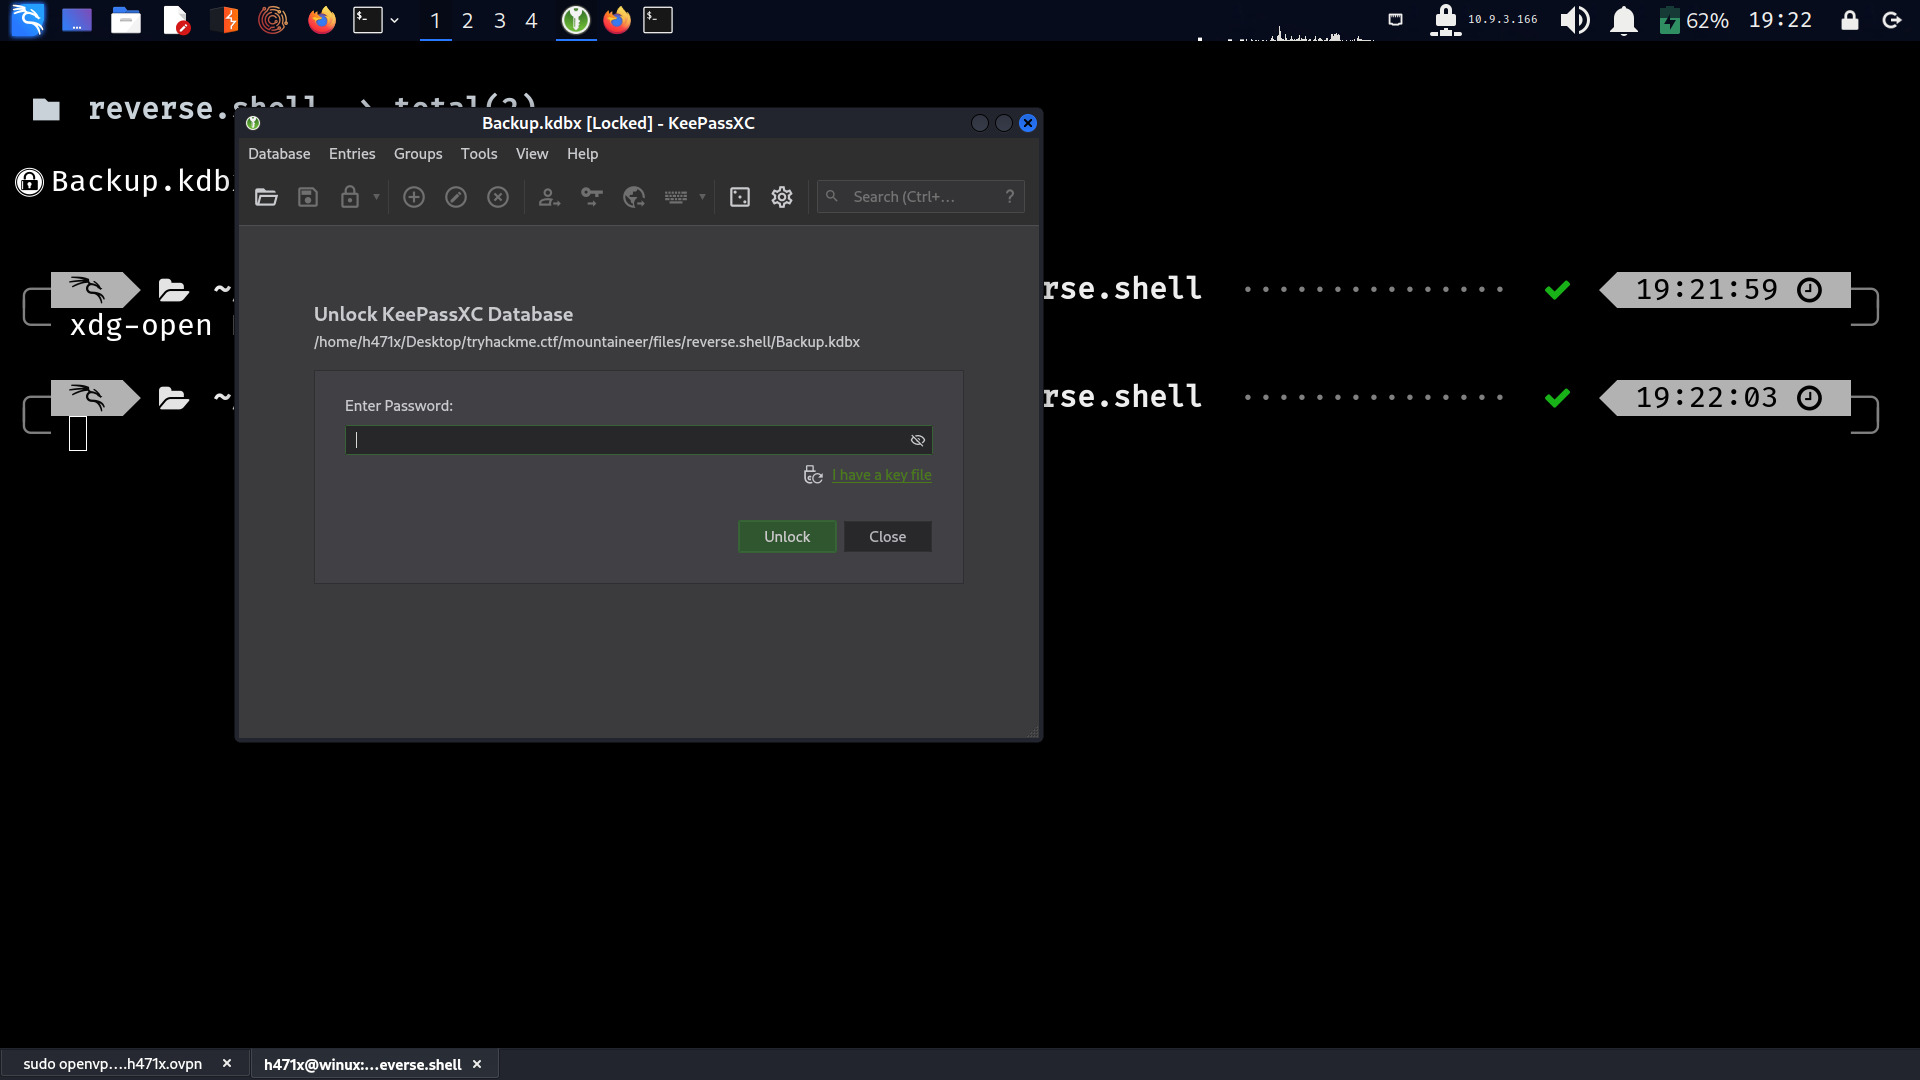 1 2 3 4 10.9.3.166 62% 19:22
reverse.shell -> total(2)
Backup.kdbx [Locked] - KeePassXC
Database Entries Groups Tools View Help
Backup.kdb
Search (Ctrl+... ?
~ rse.shell 19:21:59
xdg-open
Unlock KeePassXC Database
/home/h471x/Desktop/tryhackme.ctf/mountaineer/files/reverse.shell/Backup.kdbx
~ rse.shell 19:22:03
Enter Password:
I have a key file
Unlock Close
sudo openvp....h471x.ovpn × h471x@winux:...everse.shell ×